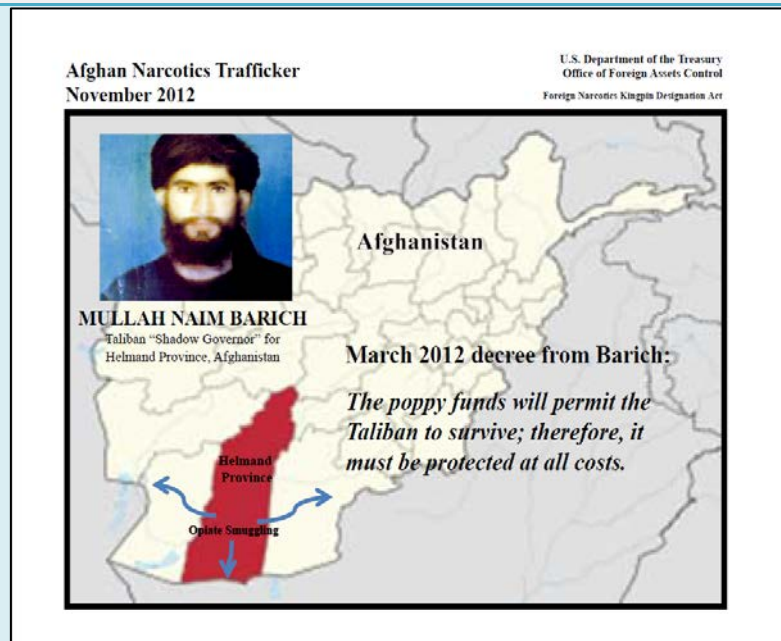 Afghan Narcotics Trafficker
November 2012
U.S. Department of the Treasury
Office of Foreign Assets Control
Foreign Narcotics Kingpin Designation Act
Afghanistan
MULLAH NAIM BARICH
Taliban “Shadow Governor” for
Helmand Province, Afghanistan
March 2012 decree from Barich:
The poppy funds will permit the
Taliban to survive; therefore, it
must be protected at all costs.
Helmand
Province
Opiate Smuggling